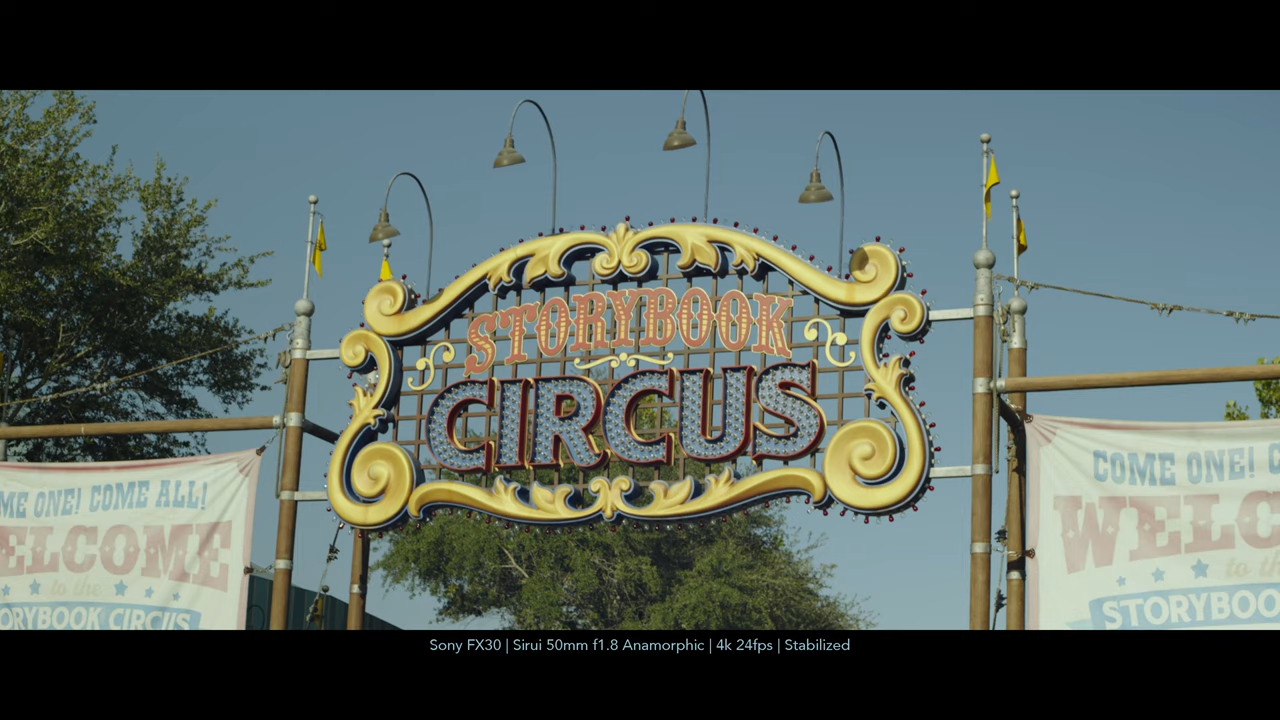 STORYBOOK
CIRCUS
ME ONE! COME ALL!
ELCOME
to the
ORYBOOK CIRCUS
COME ONE! C
WELC
to th
STORYBOO
Sony FX30 | Sirui 50mm f1.8 Anamorphic | 4k 24fps | Stabilized